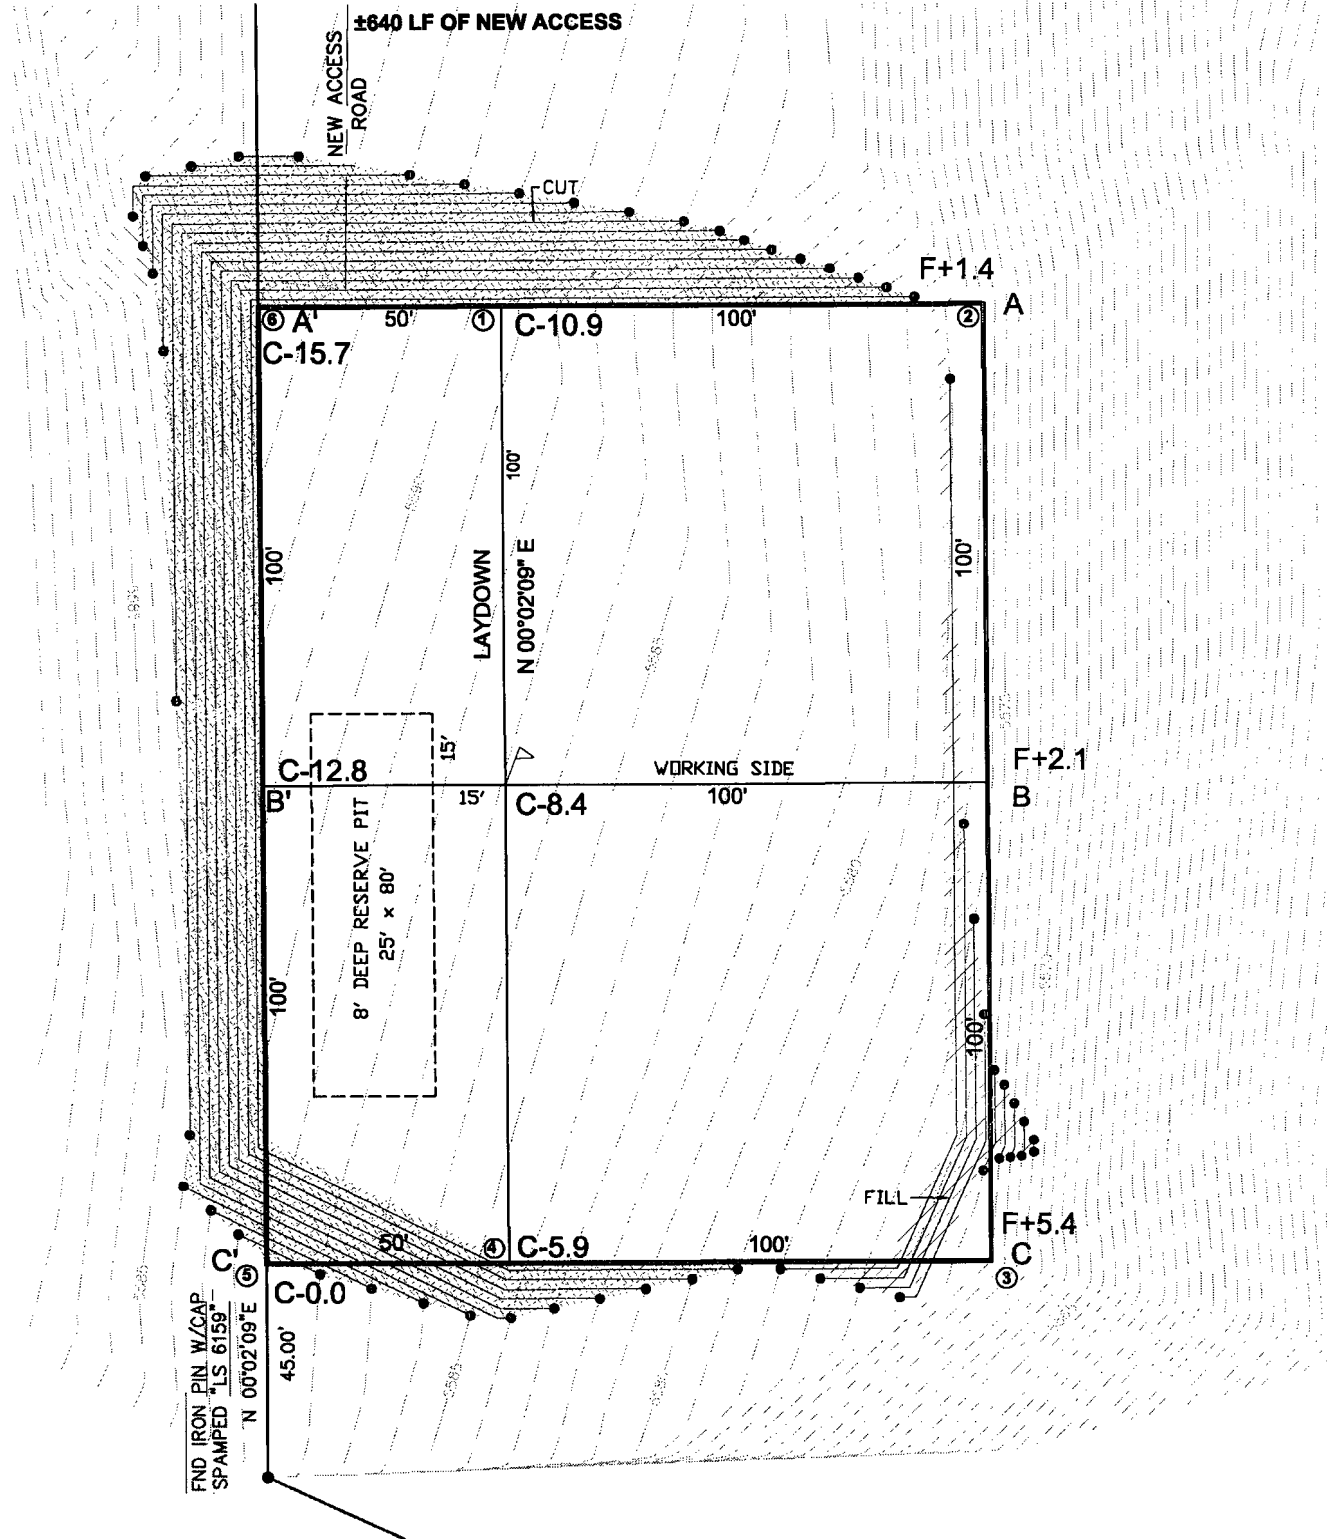 ±640 LF OF NEW ACCESS
NEW ACCESS
ROAD
CUT
F+1.4
A
⑥ A'
50'
①
C-10.9
100'
②
C-15.7
100'
100'
100'
LAYDOWN
N 00°02'09" E
C-12.8
15'
WORKING SIDE
F+2.1
B'
15'
C-8.4
100'
B
8' DEEP RESERVE PIT
25' x 80'
100'
100'
FILL
F+5.4
C'
50'
④
C-5.9
100'
C
⑤
③
C-0.0
FND IRON PIN W/CAP
SPAMPED "LS 6159"
N 00°02'09"E
45.00'